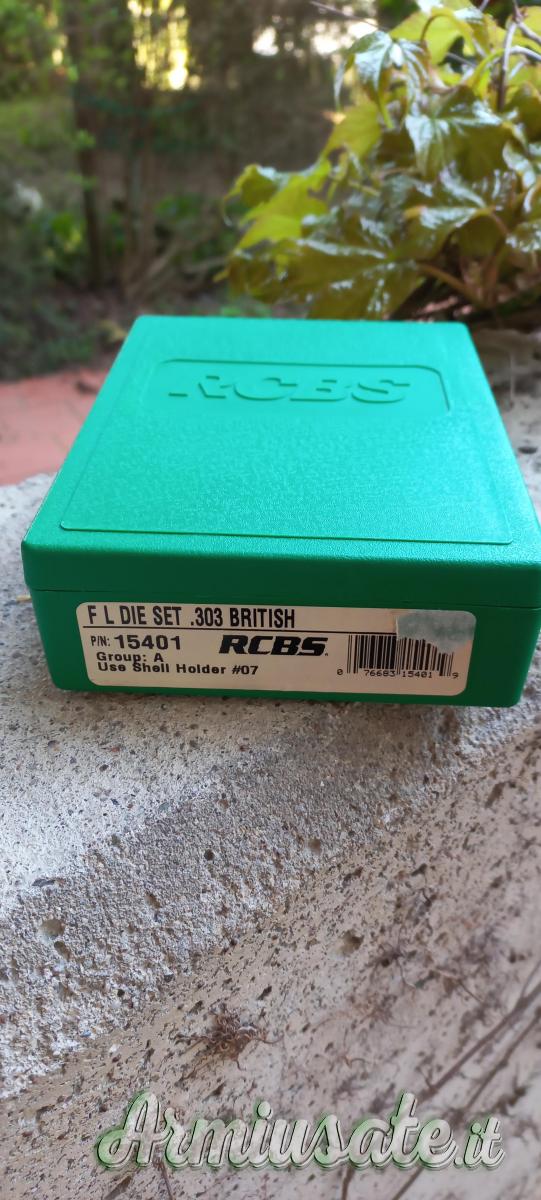 RCBS
F L DIE SET .303 BRITISH
P/N: 15401 RCBS
Group: A
Use Shell Holder #07
0 76683 15401 9
Armiusate.it